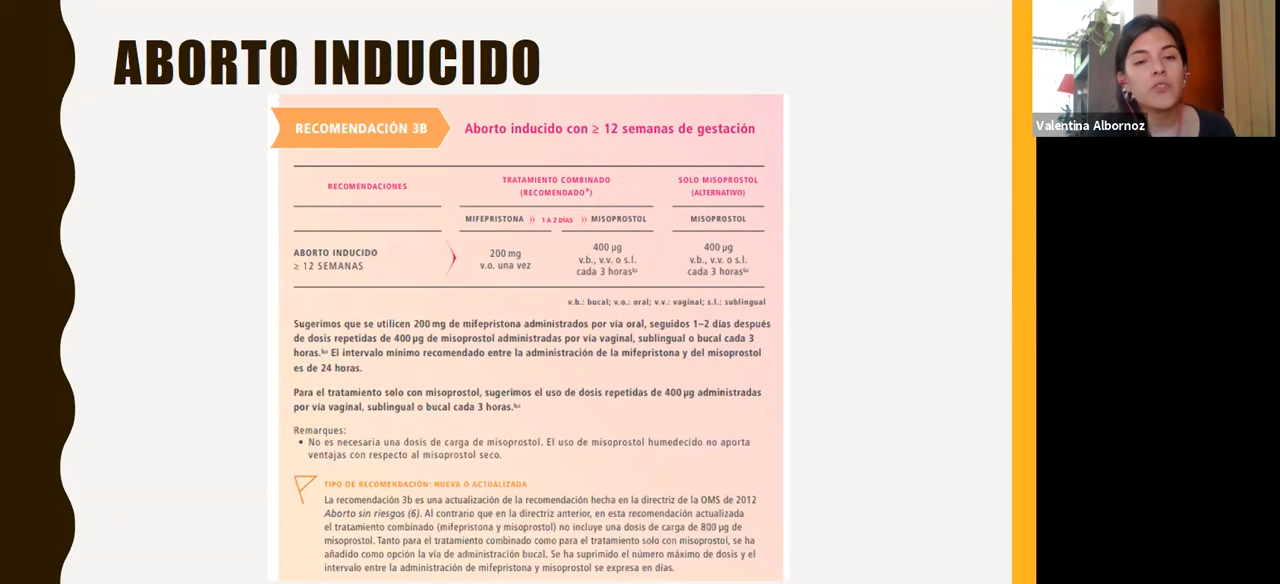 ABORTO INDUCIDO
Valentina Albornoz
RECOMENDACIÓN 3B
Aborto inducido con ≥ 12 semanas de gestación
RECOMENDACIONES
TRATAMIENTO COMBINADO
(RECOMENDADOª)
SOLO MISOPROSTOL
(ALTERNATIVO)
MIFEPRISTONA » 1 A 2 DÍAS » MISOPROSTOL
MISOPROSTOL
ABORTO INDUCIDO
≥ 12 SEMANAS
200 mg
v.o. una vez
400 µg
v.b., v.v. o s.l.
cada 3 horasᵇ,ᶜ
400 µg
v.b., v.v. o s.l.
cada 3 horasᵇ,ᶜ
v.b.: bucal; v.o.: oral; v.v.: vaginal; s.l.: sublingual
Sugerimos que se utilicen 200 mg de mifepristona administrados por vía oral, seguidos 1–2 días después
de dosis repetidas de 400 µg de misoprostol administradas por vía vaginal, sublingual o bucal cada 3
horas.ᵇ,ᶜ El intervalo mínimo recomendado entre la administración de la mifepristona y del misoprostol
es de 24 horas.
Para el tratamiento solo con misoprostol, sugerimos el uso de dosis repetidas de 400 µg administradas
por vía vaginal, sublingual o bucal cada 3 horas.ᵇ,ᶜ
Remarques:
• No es necesaria una dosis de carga de misoprostol. El uso de misoprostol humedecido no aporta
ventajas con respecto al misoprostol seco.
TIPO DE RECOMENDACIÓN: NUEVA O ACTUALIZADA
La recomendación 3b es una actualización de la recomendación hecha en la directriz de la OMS de 2012
Aborto sin riesgos (6). Al contrario que en la directriz anterior, en esta recomendación actualizada
el tratamiento combinado (mifepristona y misoprostol) no incluye una dosis de carga de 800 µg de
misoprostol. Tanto para el tratamiento combinado como para el tratamiento solo con misoprostol, se ha
añadido como opción la vía de administración bucal. Se ha suprimido el número máximo de dosis y el
intervalo entre la administración de mifepristona y misoprostol se expresa en días.